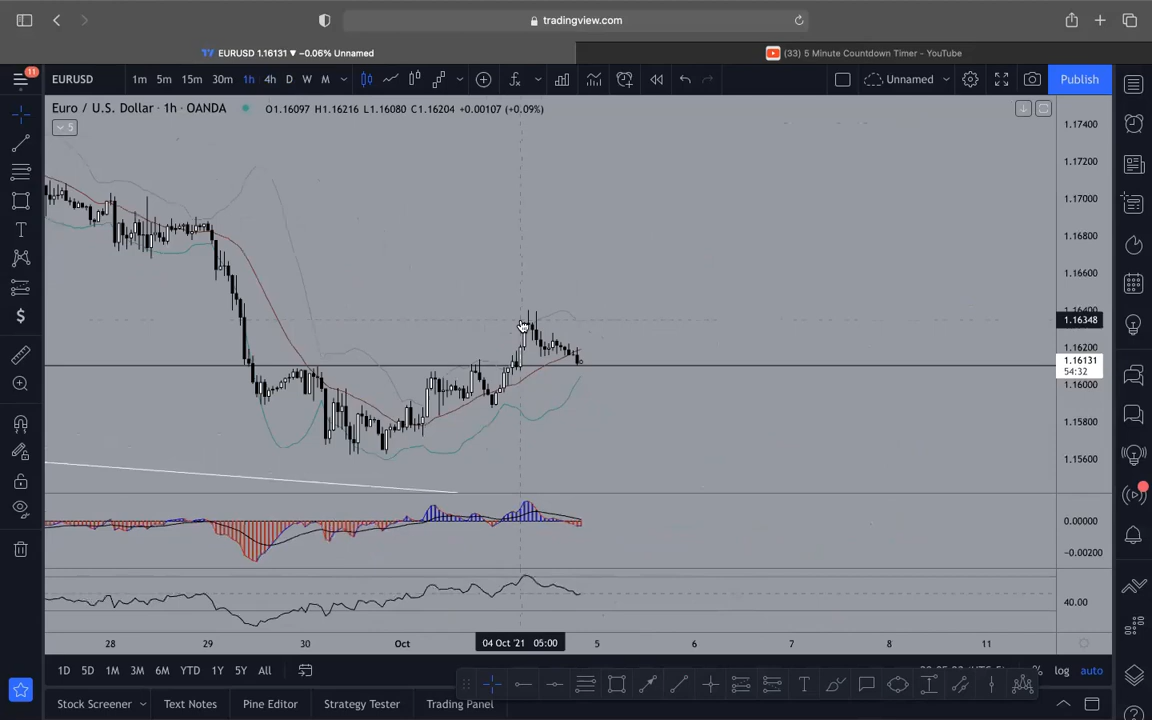 tradingview.com
EURUSD 1.16131 ▼ −0.06% Unnamed
(33) 5 Minute Countdown Timer - YouTube
11
EURUSD 1m 5m 15m 30m 1h 4h D W M Unnamed Publish
Euro / U.S. Dollar · 1h · OANDA O1.16097 H1.16216 L1.16080 C1.16204 +0.00107 (+0.09%)
5
1.17400
1.17200
1.17000
1.16800
1.16600
1.16348
1.16200
1.16131
54:32
1.16000
1.15800
1.15600
0.00000
−0.00200
40.00
28 29 30 Oct 04 Oct '21 05:00 5 6 7 8 11
1D 5D 1M 3M 6M YTD 1Y 5Y All % log auto
Stock Screener Text Notes Pine Editor Strategy Tester Trading Panel